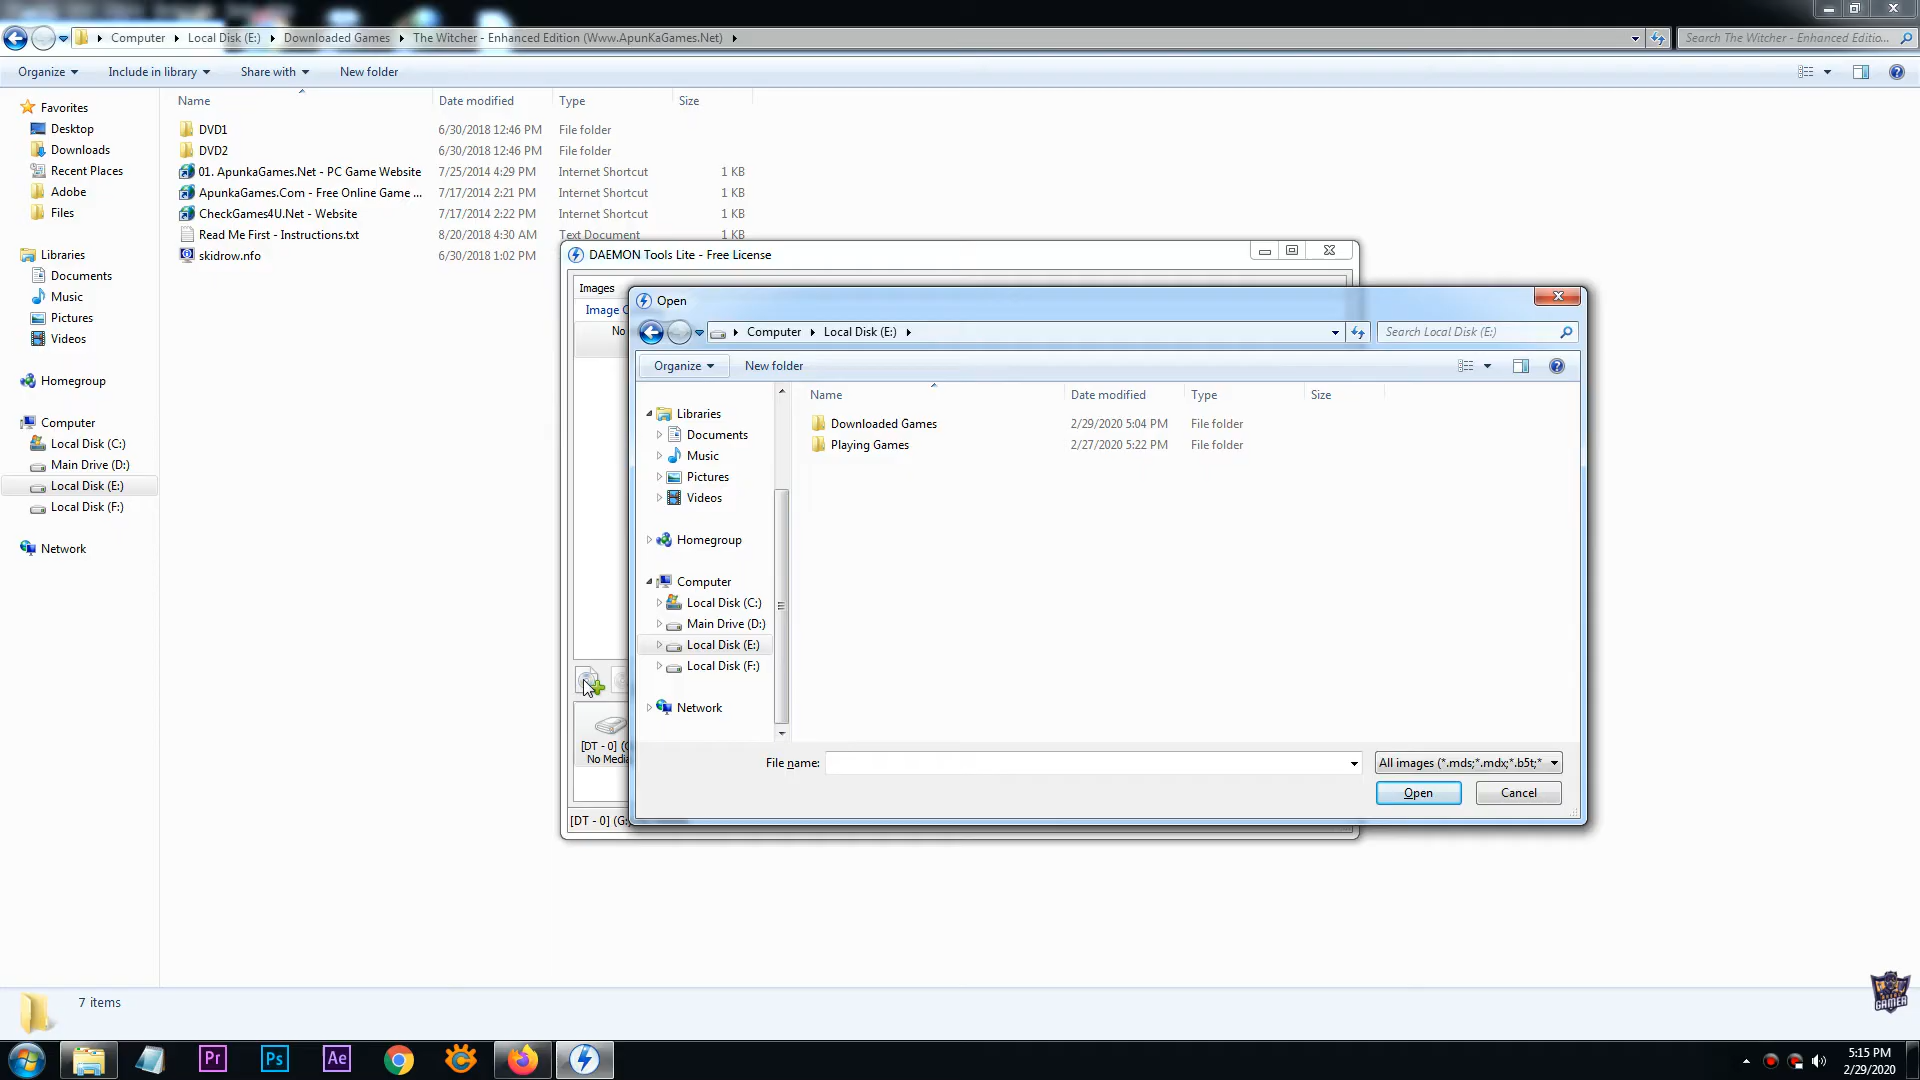 Computer Local Disk (E:) Downloaded Games The Witcher - Enhanced Edition (Www.ApunKaGames.Net) Search The Witcher - Enhanced Editio...
Organize Include in library Share with New folder
Name Date modified Type Size
Favorites
Desktop
Downloads
Recent Places
Adobe
Files
Libraries
Documents
Music
Pictures
Videos
Homegroup
Computer
Local Disk (C:)
Main Drive (D:)
Local Disk (E:)
Local Disk (F:)
Network
DVD1 6/30/2018 12:46 PM File folder
DVD2 6/30/2018 12:46 PM File folder
01. ApunkaGames.Net - PC Game Website 7/25/2014 4:29 PM Internet Shortcut 1 KB
ApunkaGames.Com - Free Online Game ... 7/17/2014 2:21 PM Internet Shortcut 1 KB
CheckGames4U.Net - Website 7/17/2014 2:22 PM Internet Shortcut 1 KB
Read Me First - Instructions.txt 8/20/2018 4:30 AM Text Document 1 KB
skidrow.nfo 6/30/2018 1:02 PM
DAEMON Tools Lite - Free License
Images
Image C
No
[DT - 0] (
No Media
[DT - 0] (G:
Open
Computer Local Disk (E:) Search Local Disk (E:)
Organize New folder
Name Date modified Type Size
Libraries
Documents
Music
Pictures
Videos
Homegroup
Computer
Local Disk (C:)
Main Drive (D:)
Local Disk (E:)
Local Disk (F:)
Network
Downloaded Games 2/29/2020 5:04 PM File folder
Playing Games 2/27/2020 5:22 PM File folder
File name: All images (*.mds;*.mdx;*.b5t;*
Open Cancel
7 items
GAMER
Pr Ps Ae
5:15 PM
2/29/2020